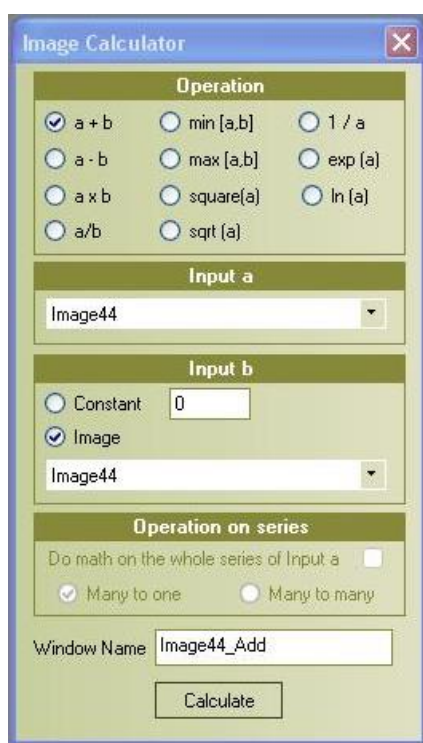 Image Calculator
Operation
a + b min [a,b] 1 / a
a - b max [a,b] exp (a)
a x b square(a) ln (a)
a/b sqrt (a)
Input a
Image44
Input b
Constant 0
Image
Image44
Operation on series
Do math on the whole series of Input a
Many to one Many to many
Window Name Image44_Add
Calculate